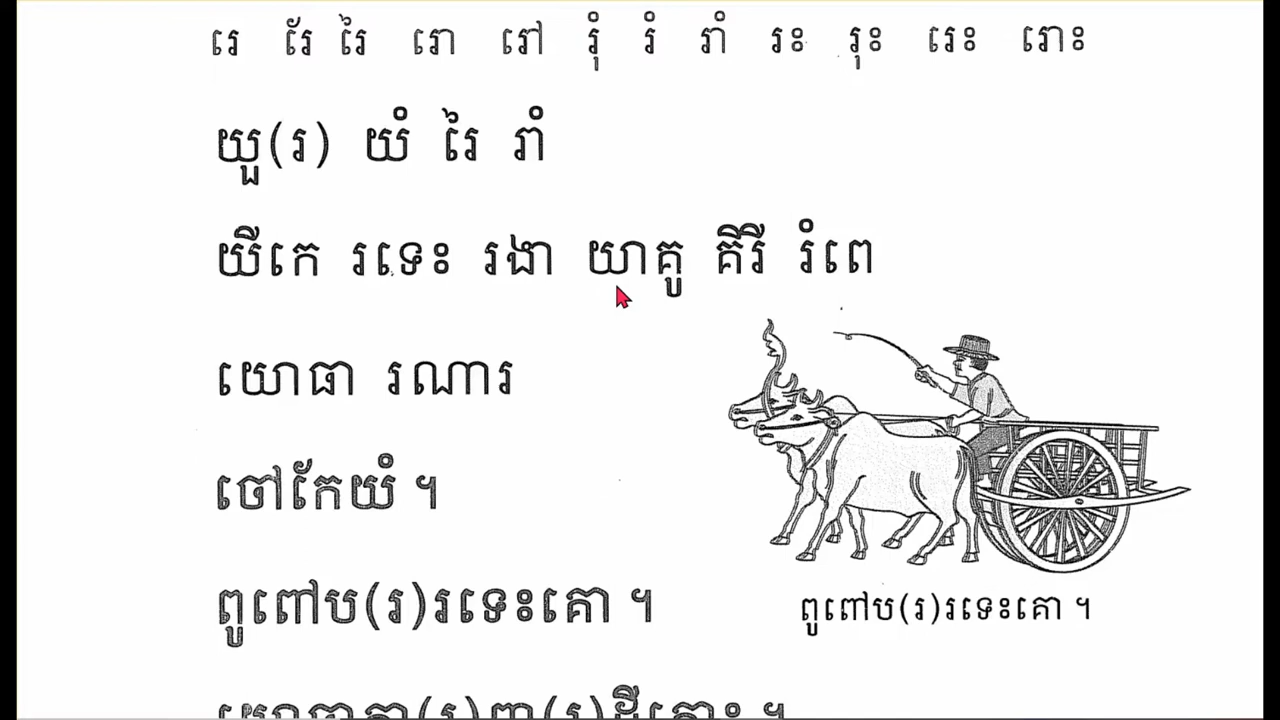 រេ រែ រៃ រោ រៅ រុំ រំ រាំ រះ រុះ រេះ រោះ
យួ(រ) យំ រៃ រាំ
យីកេ រទេះ រងា យាគូ គីរី រំពេ
យោធា រណារ
ចៅកែយំ ។
ពូពៅប(រ)រទេះគោ ។
ពូពៅប(រ)រទេះគោ ។